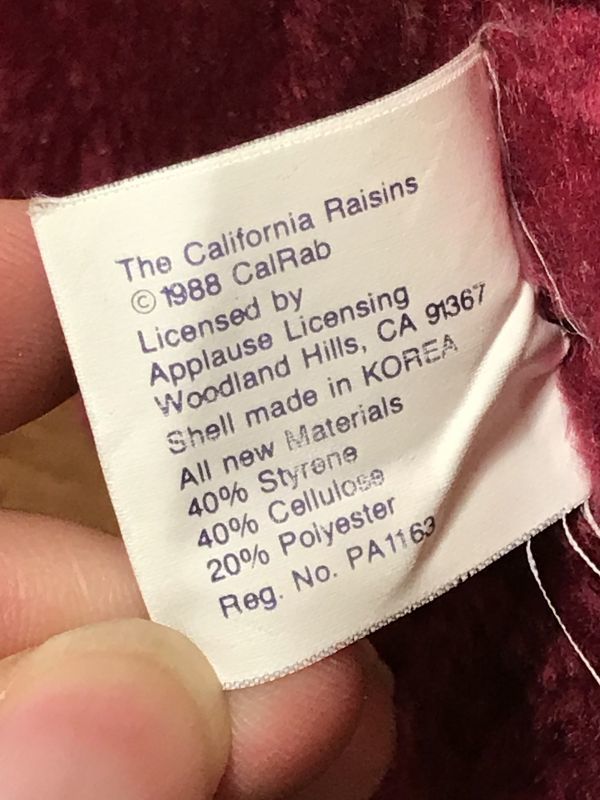 The California Raisins
© 1988 CalRab
Licensed by
Applause Licensing
Woodland Hills, CA 91367
Shell made in KOREA
All new Materials
40% Styrene
40% Cellulose
20% Polyester
Reg. No. PA1163